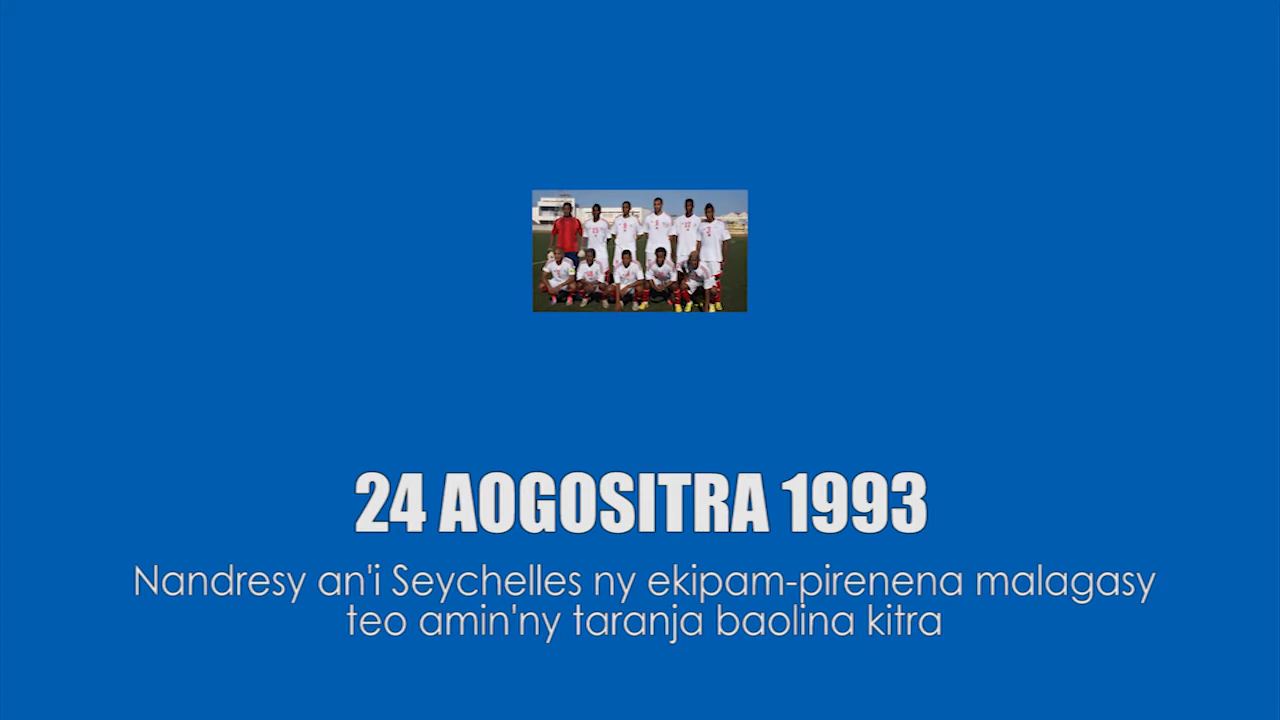 24 AOGOSITRA 1993
Nandresy an'i Seychelles ny ekipam-pirenena malagasy
teo amin'ny taranja baolina kitra